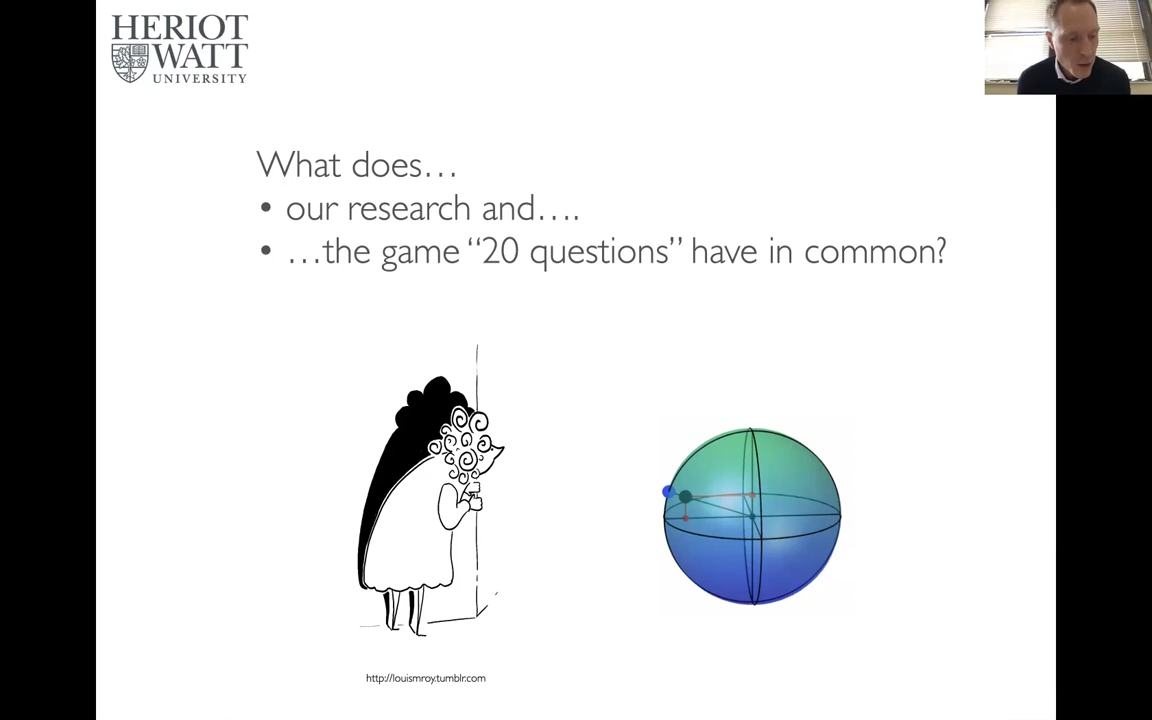 HERIOT
WATT
UNIVERSITY
What does…
• our research and….
• …the game “20 questions” have in common?
http://louismroy.tumblr.com